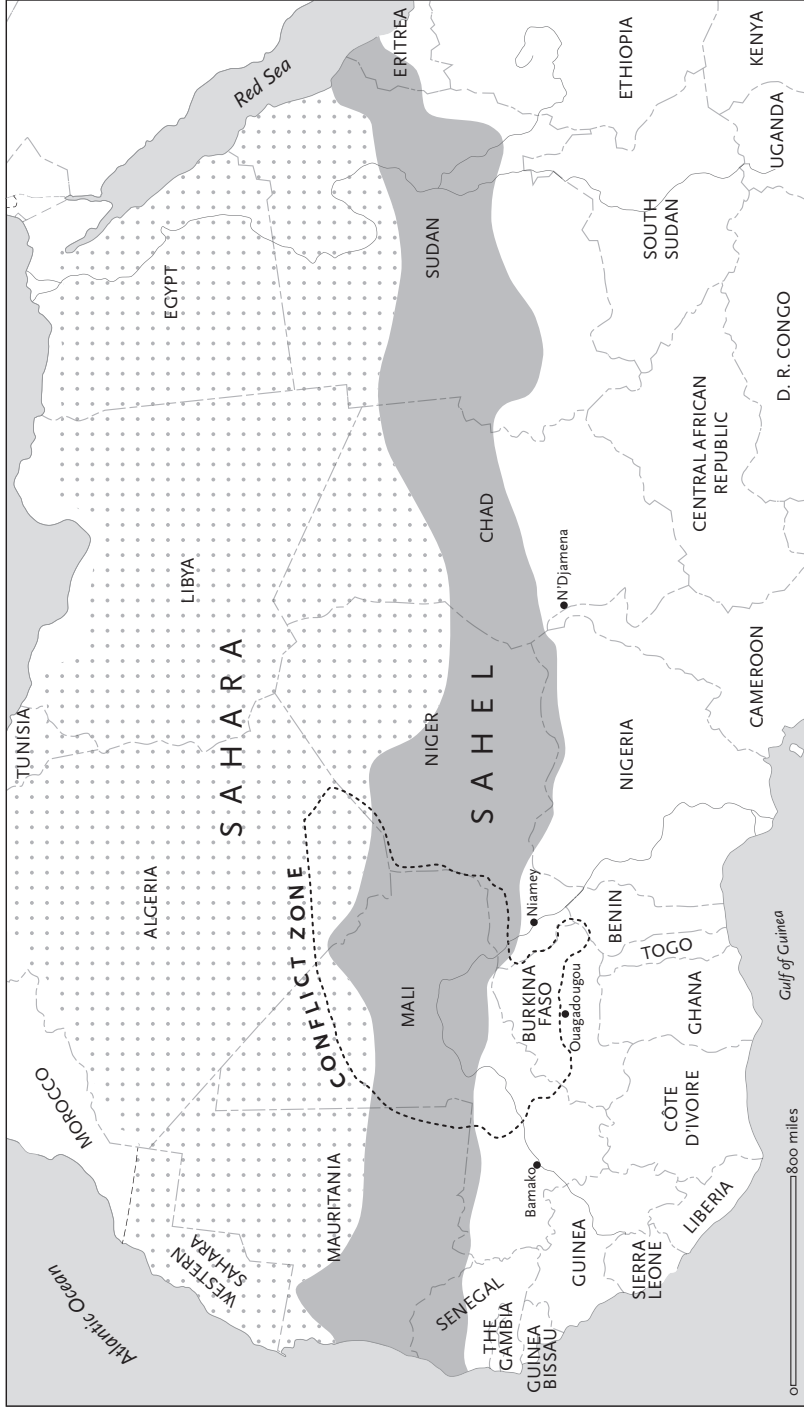 Atlantic Ocean
MOROCCO
TUNISIA
ALGERIA
LIBYA
EGYPT
Red Sea
WESTERN
SAHARA
SAHARA
CONFLICT ZONE
MAURITANIA
MALI
NIGER
CHAD
SUDAN
ERITREA
SAHEL
SENEGAL
THE
GAMBIA
GUINEA
BISSAU
GUINEA
SIERRA
LEONE
LIBERIA
Bamako
BURKINA
FASO
Ouagadougou
Niamey
CÔTE
D'IVOIRE
GHANA
TOGO
BENIN
NIGERIA
N'Djamena
CAMEROON
CENTRAL AFRICAN
REPUBLIC
SOUTH
SUDAN
ETHIOPIA
D. R. CONGO
UGANDA
KENYA
Gulf of Guinea
0
800 miles